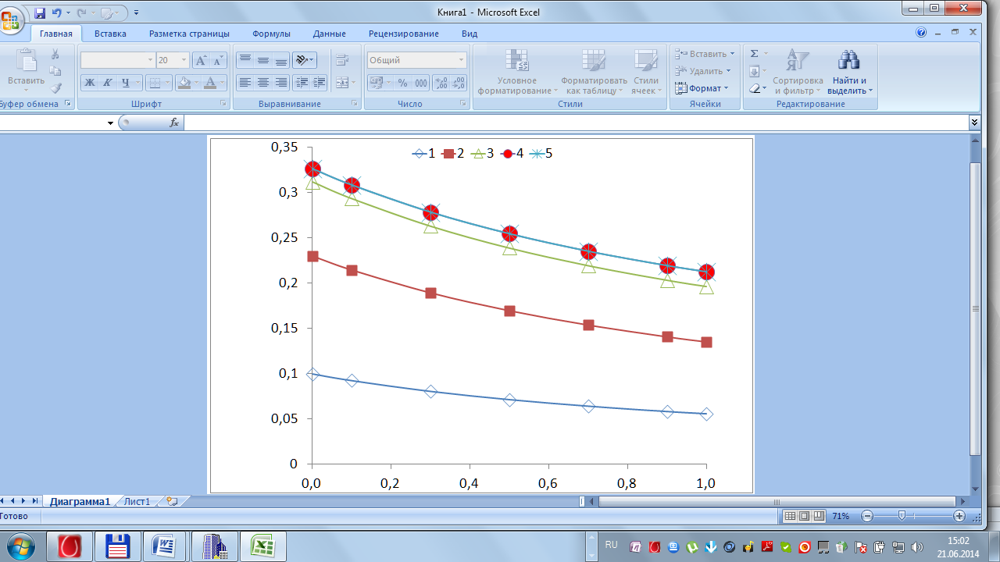 Книга1 - Microsoft Excel
Главная Вставка Разметка страницы Формулы Данные Рецензирование Вид
Вставить
20
Ж К Ч
Общий
% 000
Условное форматирование
Форматировать как таблицу
Стили ячеек
Вставить
Удалить
Формат
Сортировка и фильтр
Найти и выделить
Буфер обмена Шрифт Выравнивание Число Стили Ячейки Редактирование
fx
1 2 3 4 5
0,35
0,3
0,25
0,2
0,15
0,1
0,05
0
0,0 0,2 0,4 0,6 0,8 1,0
Диаграмма1 Лист1
Готово 71%
RU 15:02
21.06.2014